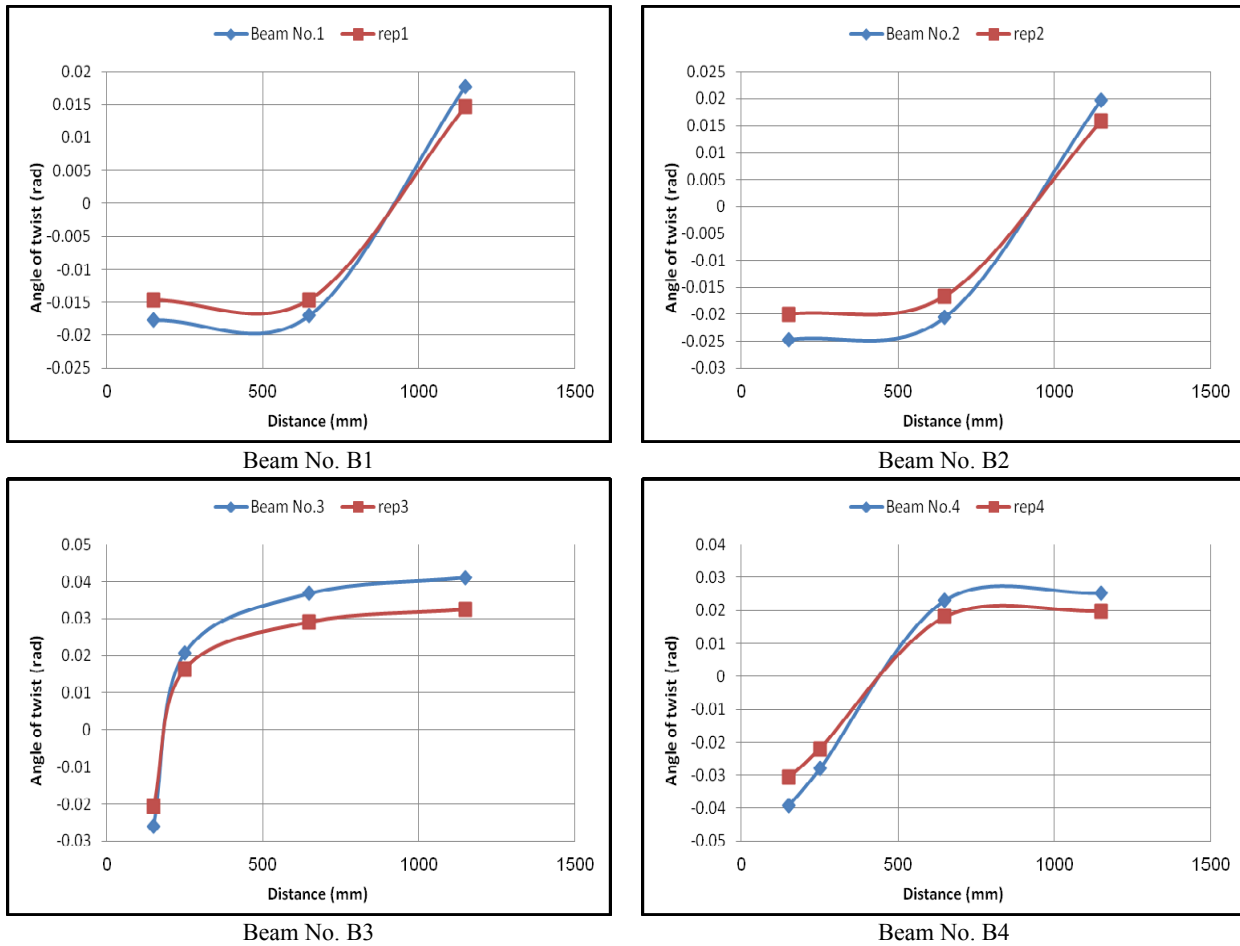 Beam No.1 rep1
Angle of twist (rad)
0.02
0.015
0.01
0.005
0
-0.005
-0.01
-0.015
-0.02
-0.025
0 500 1000 1500
Distance (mm)
Beam No. B1
Beam No.2 rep2
Angle of twist (rad)
0.025
0.02
0.015
0.01
0.005
0
-0.005
-0.01
-0.015
-0.02
-0.025
-0.03
0 500 1000 1500
Distance (mm)
Beam No. B2
Beam No.3 rep3
Angle of twist (rad)
0.05
0.04
0.03
0.02
0.01
0
-0.01
-0.02
-0.03
0 500 1000 1500
Distance (mm)
Beam No. B3
Beam No.4 rep4
Angle of twist (rad)
0.04
0.03
0.02
0.01
0
-0.01
-0.02
-0.03
-0.04
-0.05
0 500 1000 1500
Distance (mm)
Beam No. B4